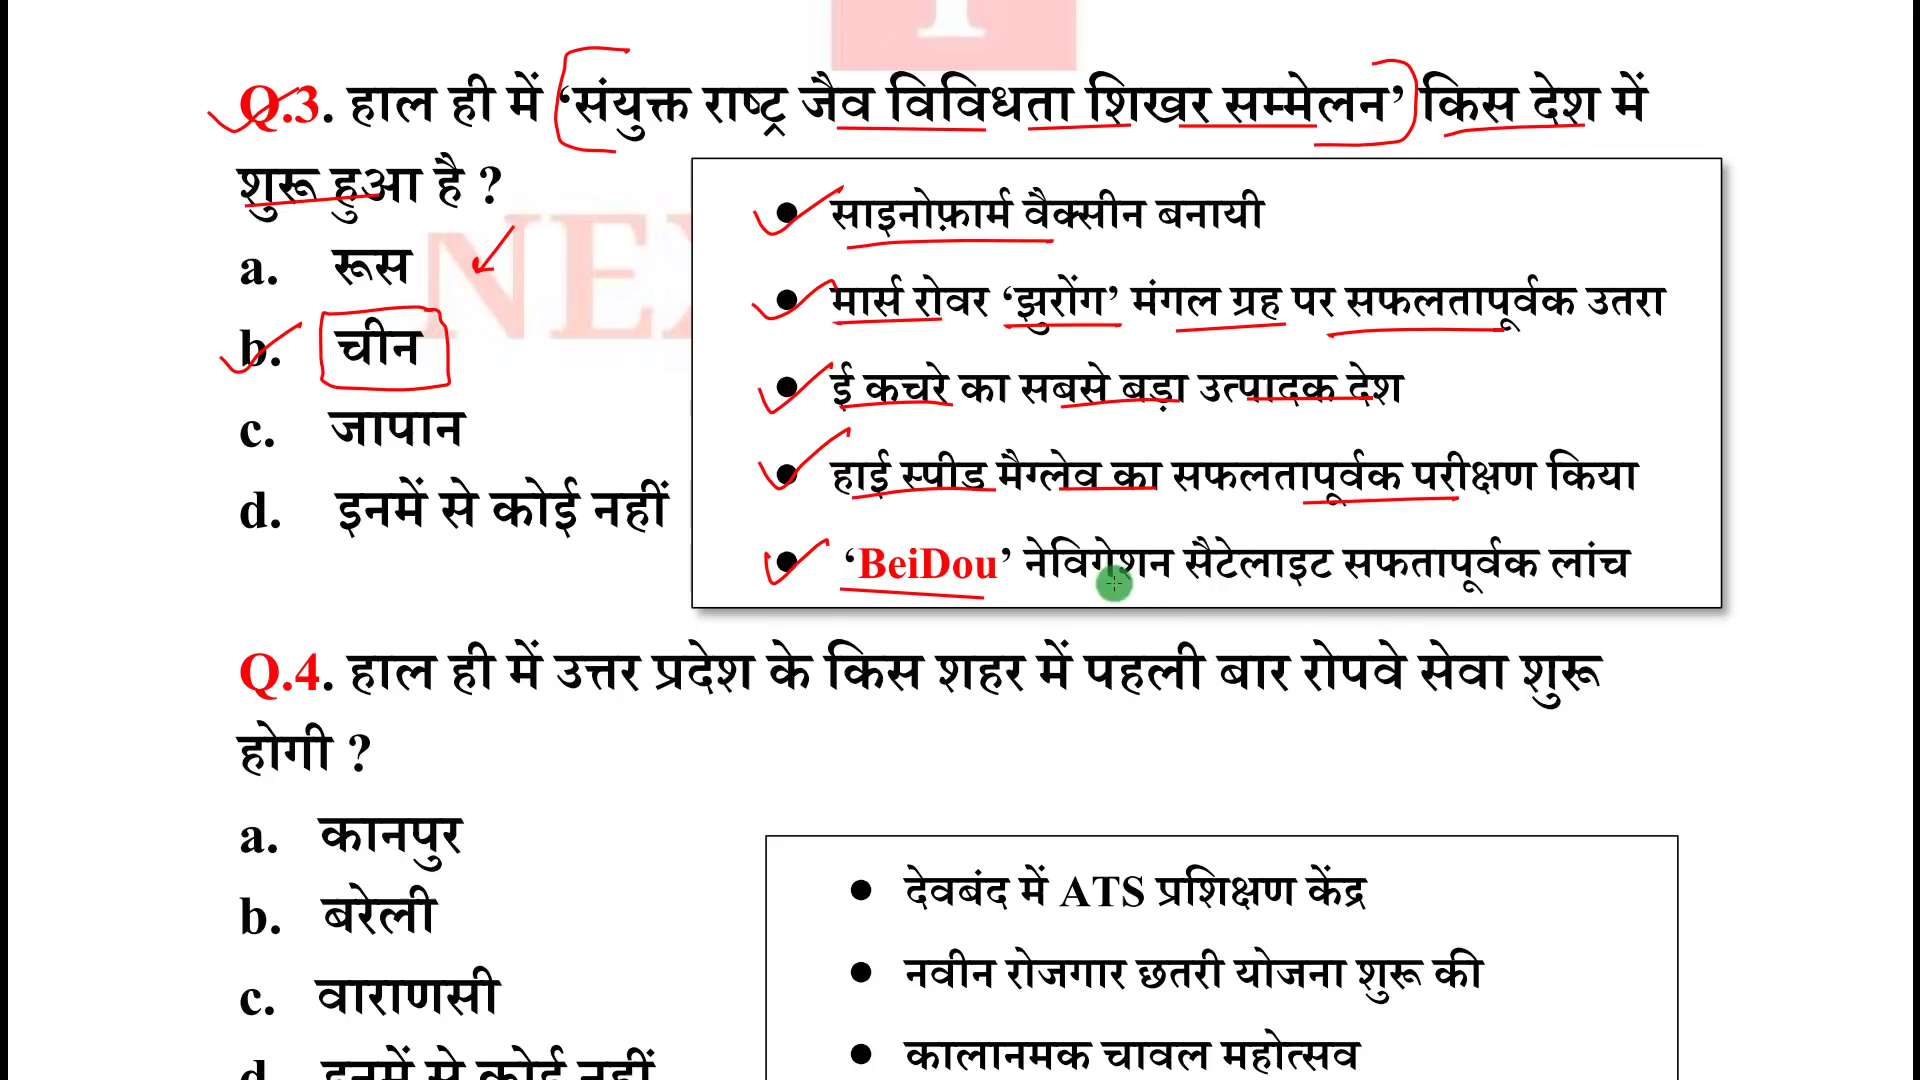 Q.3. हाल ही में ‘संयुक्त राष्ट्र जैव विविधता शिखर सम्मेलन’ किस देश में
शुरू हुआ है ?
a. रूस
b. चीन
c. जापान
d. इनमें से कोई नहीं
● साइनोफ़ार्म वैक्सीन बनायी
● मार्स रोवर ‘झुरोंग’ मंगल ग्रह पर सफलतापूर्वक उतरा
● ई कचरे का सबसे बड़ा उत्पादक देश
● हाई स्पीड मैग्लेव का सफलतापूर्वक परीक्षण किया
● ‘BeiDou’ नेविगेशन सैटेलाइट सफतापूर्वक लांच
Q.4. हाल ही में उत्तर प्रदेश के किस शहर में पहली बार रोपवे सेवा शुरू
होगी ?
a. कानपुर
b. बरेली
c. वाराणसी
d. इनमें से कोई नहीं
● देवबंद में ATS प्रशिक्षण केंद्र
● नवीन रोजगार छतरी योजना शुरू की
● कालानमक चावल महोत्सव